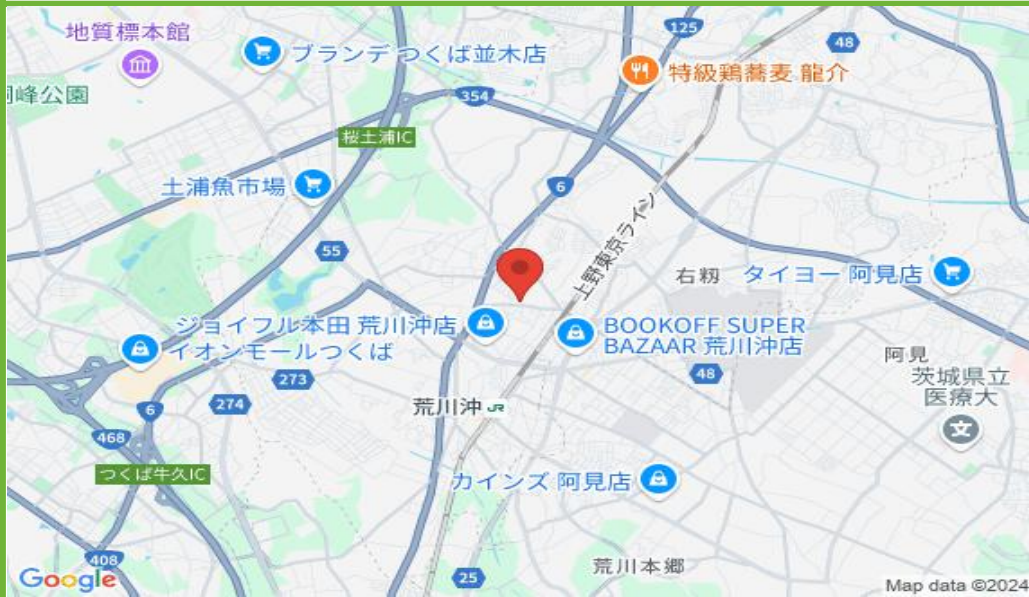 地質標本館
ブランデ つくば並木店
125
48
特級鶏蕎麦 龍介
峰公園
354
桜土浦IC
土浦魚市場
6
55
上野東京ライン
右籾
タイヨー 阿見店
ジョイフル本田 荒川沖店
イオンモールつくば
BOOKOFF SUPER
BAZAAR 荒川沖店
阿見
273
48
茨城県立
医療大
274
6
荒川沖 JR
468
つくば牛久IC
カインズ 阿見店
408
荒川本郷
25
Google
Map data ©2024